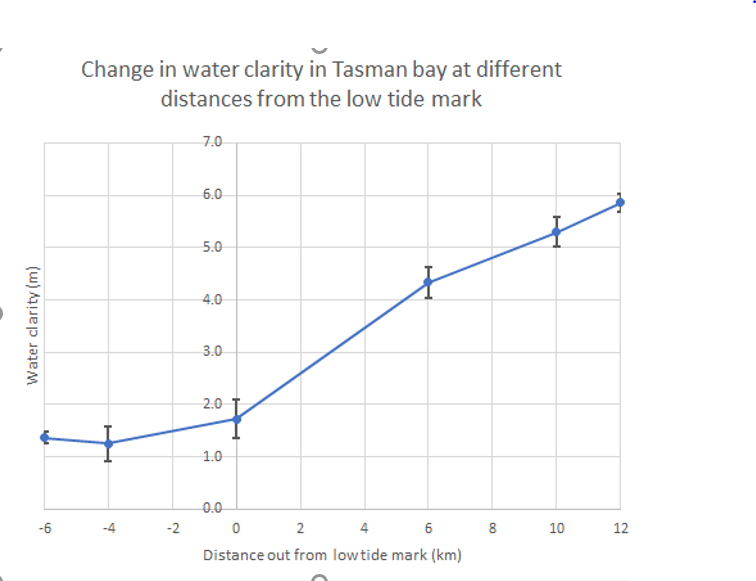 Change in water clarity in Tasman bay at different
distances from the low tide mark
7.0
6.0
5.0
4.0
3.0
2.0
1.0
0.0
Water clarity (m)
-6 -4 -2 0 2 4 6 8 10 12
Distance out from low tide mark (km)